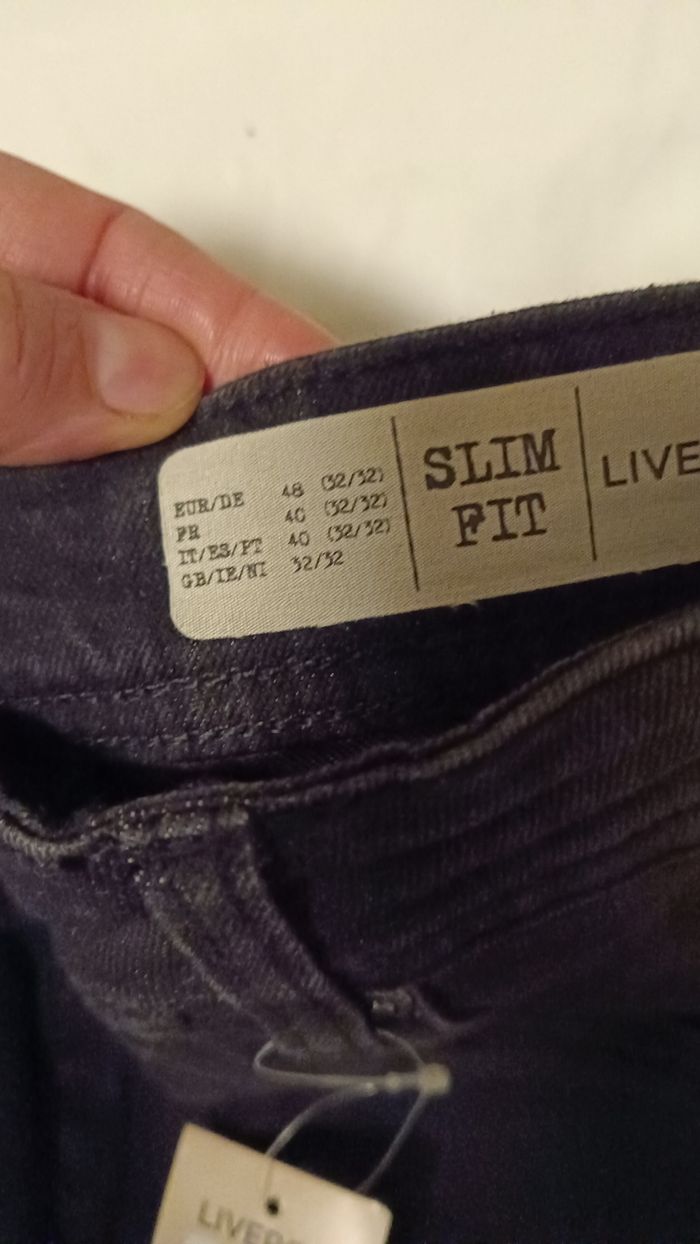 EUR/DE 48 (32/32)
FR 40 (32/32)
IT/ES/PT 40 (32/32)
GB/IE/NI 32/32
SLIM
FIT
LIVE
LIVER